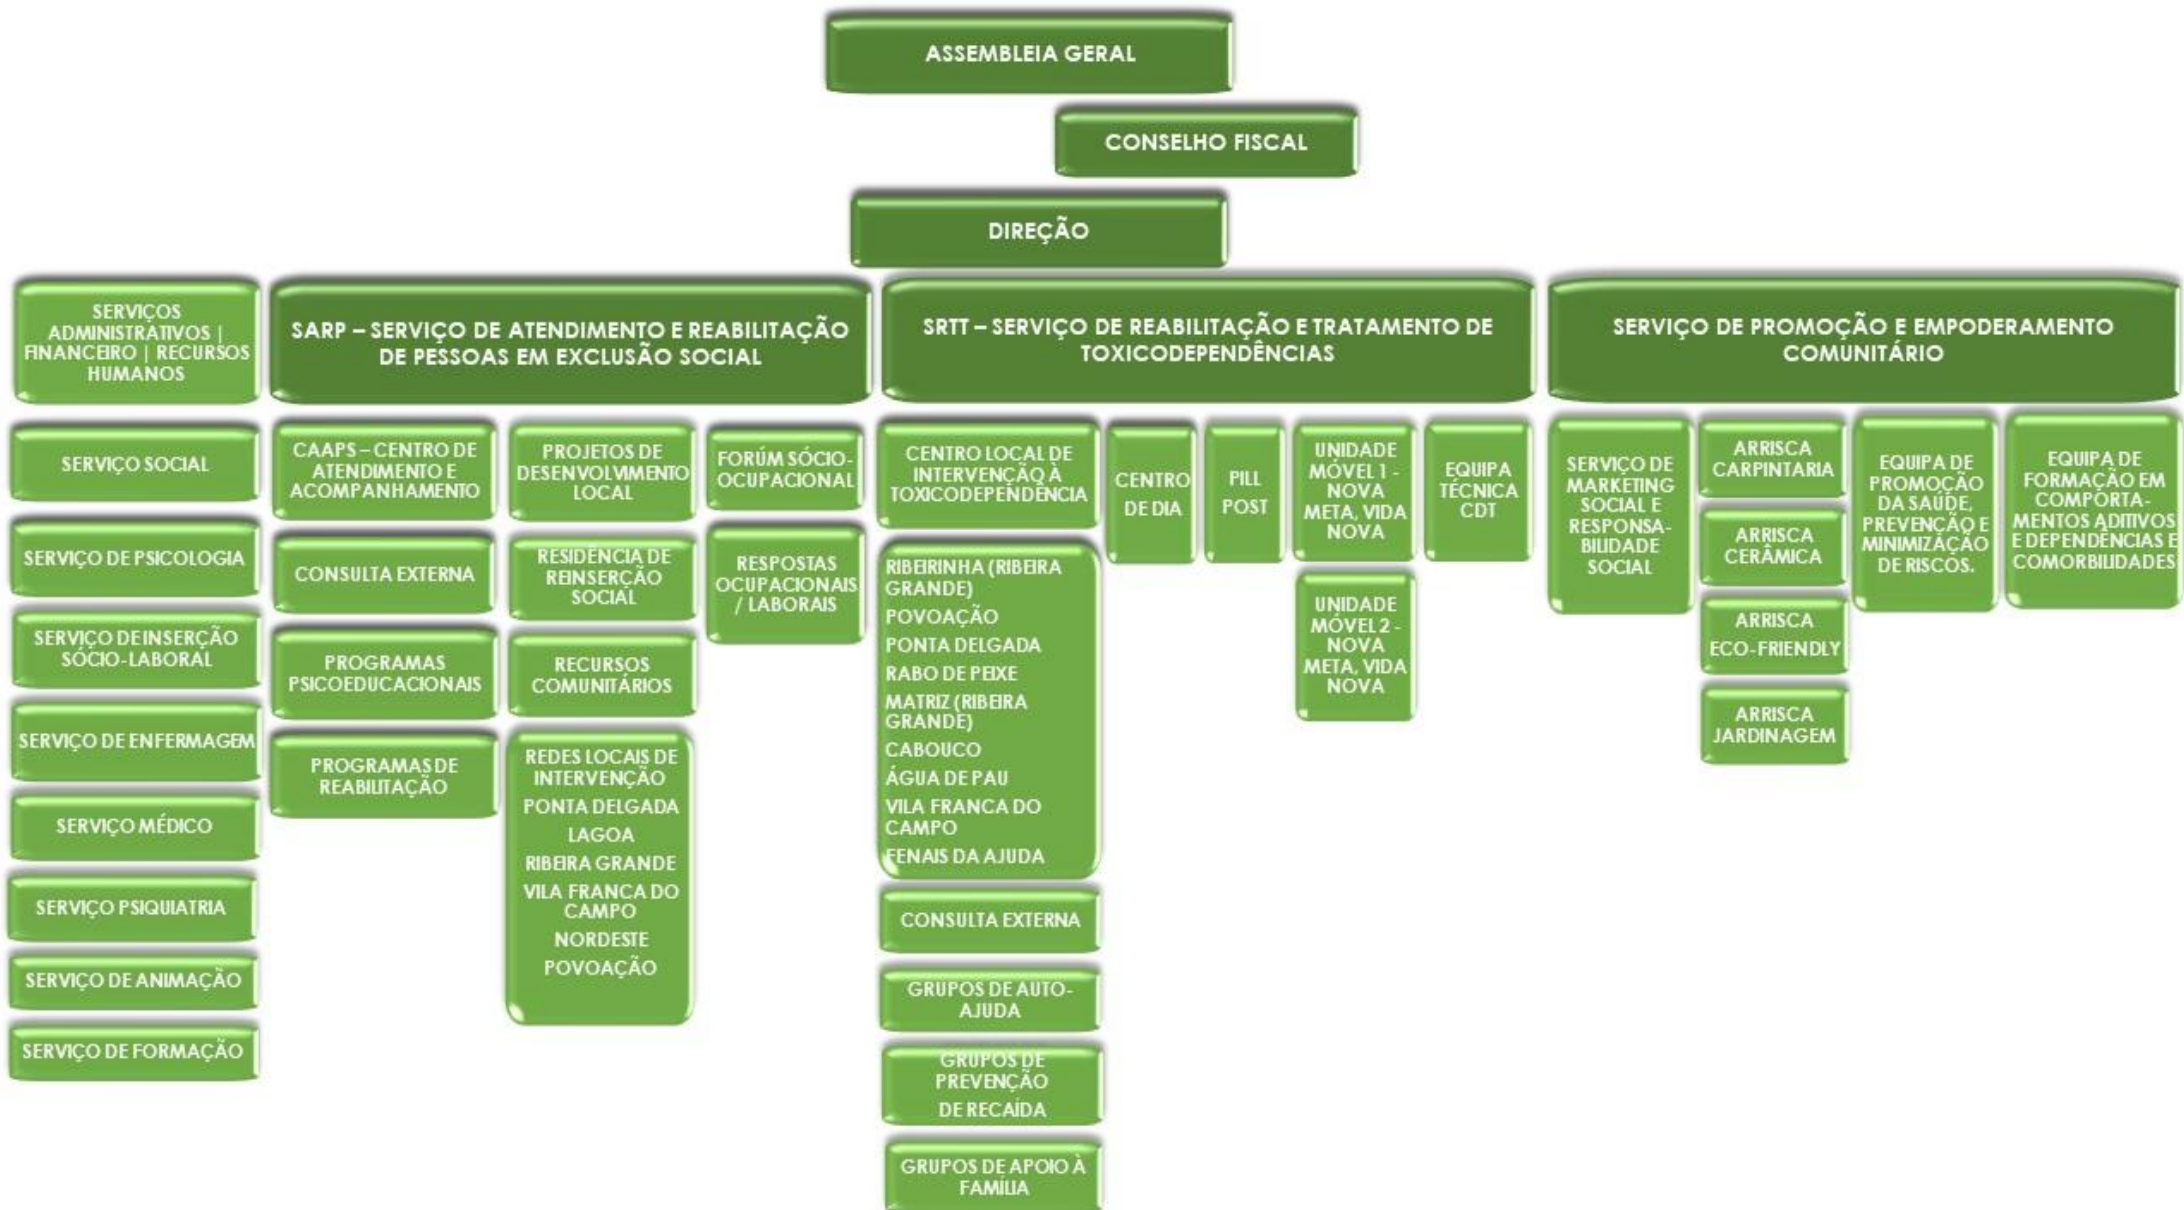 ASSEMBLEIA GERAL
CONSELHO FISCAL
DIREÇÃO
SERVIÇOS
ADMINISTRATIVOS |
FINANCEIRO | RECURSOS
HUMANOS
SERVIÇO SOCIAL
SERVIÇO DE PSICOLOGIA
SERVIÇO DE INSERÇÃO
SÓCIO-LABORAL
SERVIÇO DE ENFERMAGEM
SERVIÇO MÉDICO
SERVIÇO PSIQUIATRIA
SERVIÇO DE ANIMAÇÃO
SERVIÇO DE FORMAÇÃO
SARP – SERVIÇO DE ATENDIMENTO E REABILITAÇÃO
DE PESSOAS EM EXCLUSÃO SOCIAL
CAAPS – CENTRO DE
ATENDIMENTO E
ACOMPANHAMENTO
CONSULTA EXTERNA
PROGRAMAS
PSICOEDUCACIONAIS
PROGRAMAS DE
REABILITAÇÃO
PROJETOS DE
DESENVOLVIMENTO
LOCAL
RESIDÊNCIA DE
REINSERÇÃO
SOCIAL
RECURSOS
COMUNITÁRIOS
REDES LOCAIS DE
INTERVENÇÃO
PONTA DELGADA
LAGOA
RIBEIRA GRANDE
VILA FRANCA DO
CAMPO
NORDESTE
POVOAÇÃO
FORÚM SÓCIO-
OCUPACIONAL
RESPOSTAS
OCUPACIONAIS
/ LABORAIS
SRTT – SERVIÇO DE REABILITAÇÃO E TRATAMENTO DE
TOXICODEPENDÊNCIAS
CENTRO LOCAL DE
INTERVENÇÃO À
TOXICODEPENDENCIA
RIBEIRINHA (RIBEIRA
GRANDE)
POVOAÇÃO
PONTA DELGADA
RABO DE PEIXE
MATRIZ (RIBEIRA
GRANDE)
CABOUCO
ÁGUA DE PAU
VILA FRANCA DO
CAMPO
FENAIS DA AJUDA
CONSULTA EXTERNA
GRUPOS DE AUTO-
AJUDA
GRUPOS DE
PREVENÇÃO
DE RECAÍDA
GRUPOS DE APOIO À
FAMÍLIA
CENTRO
DE DIA
PILL
POST
UNIDADE
MÓVEL 1 -
NOVA
META, VIDA
NOVA
UNIDADE
MÓVEL 2 -
NOVA
META, VIDA
NOVA
EQUIPA
TÉCNICA
CDT
SERVIÇO DE PROMOÇÃO E EMPODERAMENTO
COMUNITÁRIO
SERVIÇO DE
MARKETING
SOCIAL E
RESPONSA-
BILIDADE
SOCIAL
ARRISCA
CARPINTARIA
ARRISCA
CERÂMICA
ARRISCA
ECO-FRIENDLY
ARRISCA
JARDINAGEM
EQUIPA DE
PROMOÇÃO
DA SAÚDE,
PREVENÇÃO E
MINIMIZAÇÃO
DE RISCOS.
EQUIPA DE
FORMAÇÃO EM
COMPORTA-
MENTOS ADITIVOS
E DEPENDÊNCIAS E
COMORBILIDADES